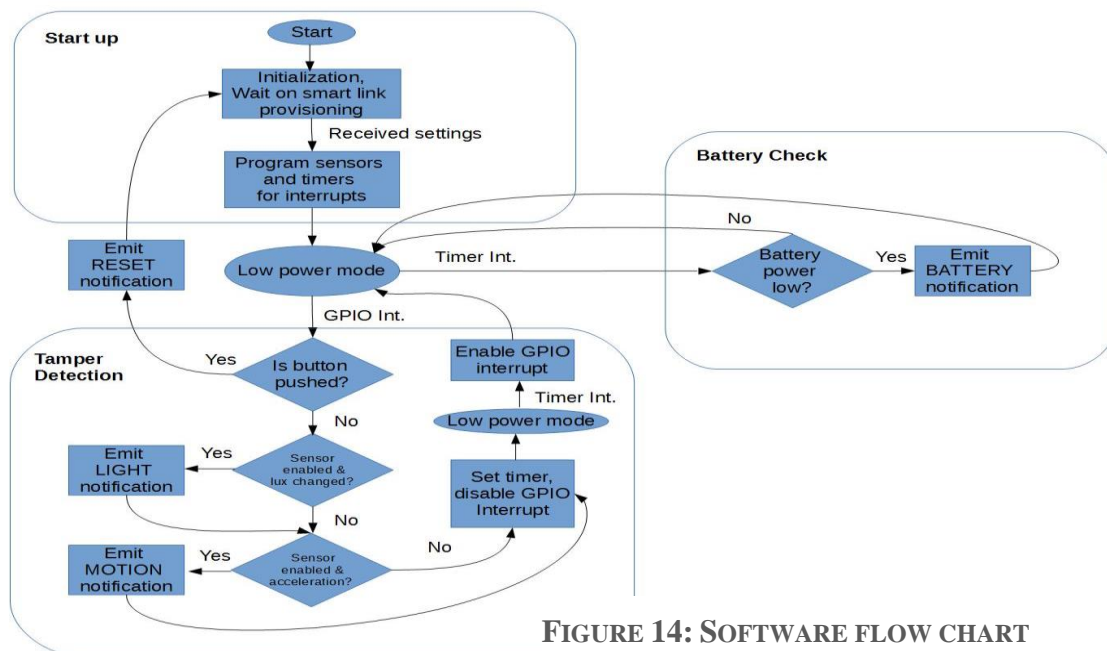 Start up
Start
Initialization,
Wait on smart link
provisioning
Received settings
Program sensors
and timers
for interrupts
Battery Check
No
Emit
RESET
notification
Low power mode
Timer Int.
Battery
power
low?
Yes
Emit
BATTERY
notification
GPIO Int.
Tamper
Detection
Yes
Is button
pushed?
Enable GPIO
interrupt
Timer Int.
No
Low power mode
Emit
LIGHT
notification
Yes
Sensor
enabled &
lux changed?
Set timer,
disable GPIO
Interrupt
No
Emit
MOTION
notification
Yes
Sensor
enabled &
acceleration?
No
FIGURE 14: SOFTWARE FLOW CHART